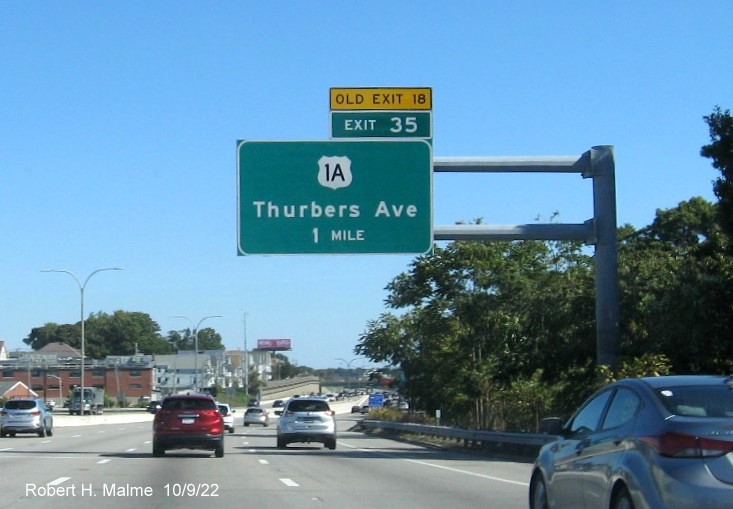 OLD EXIT 18
EXIT 35
1A
Thurbers Ave
1 MILE
Robert H. Malme 10/9/22